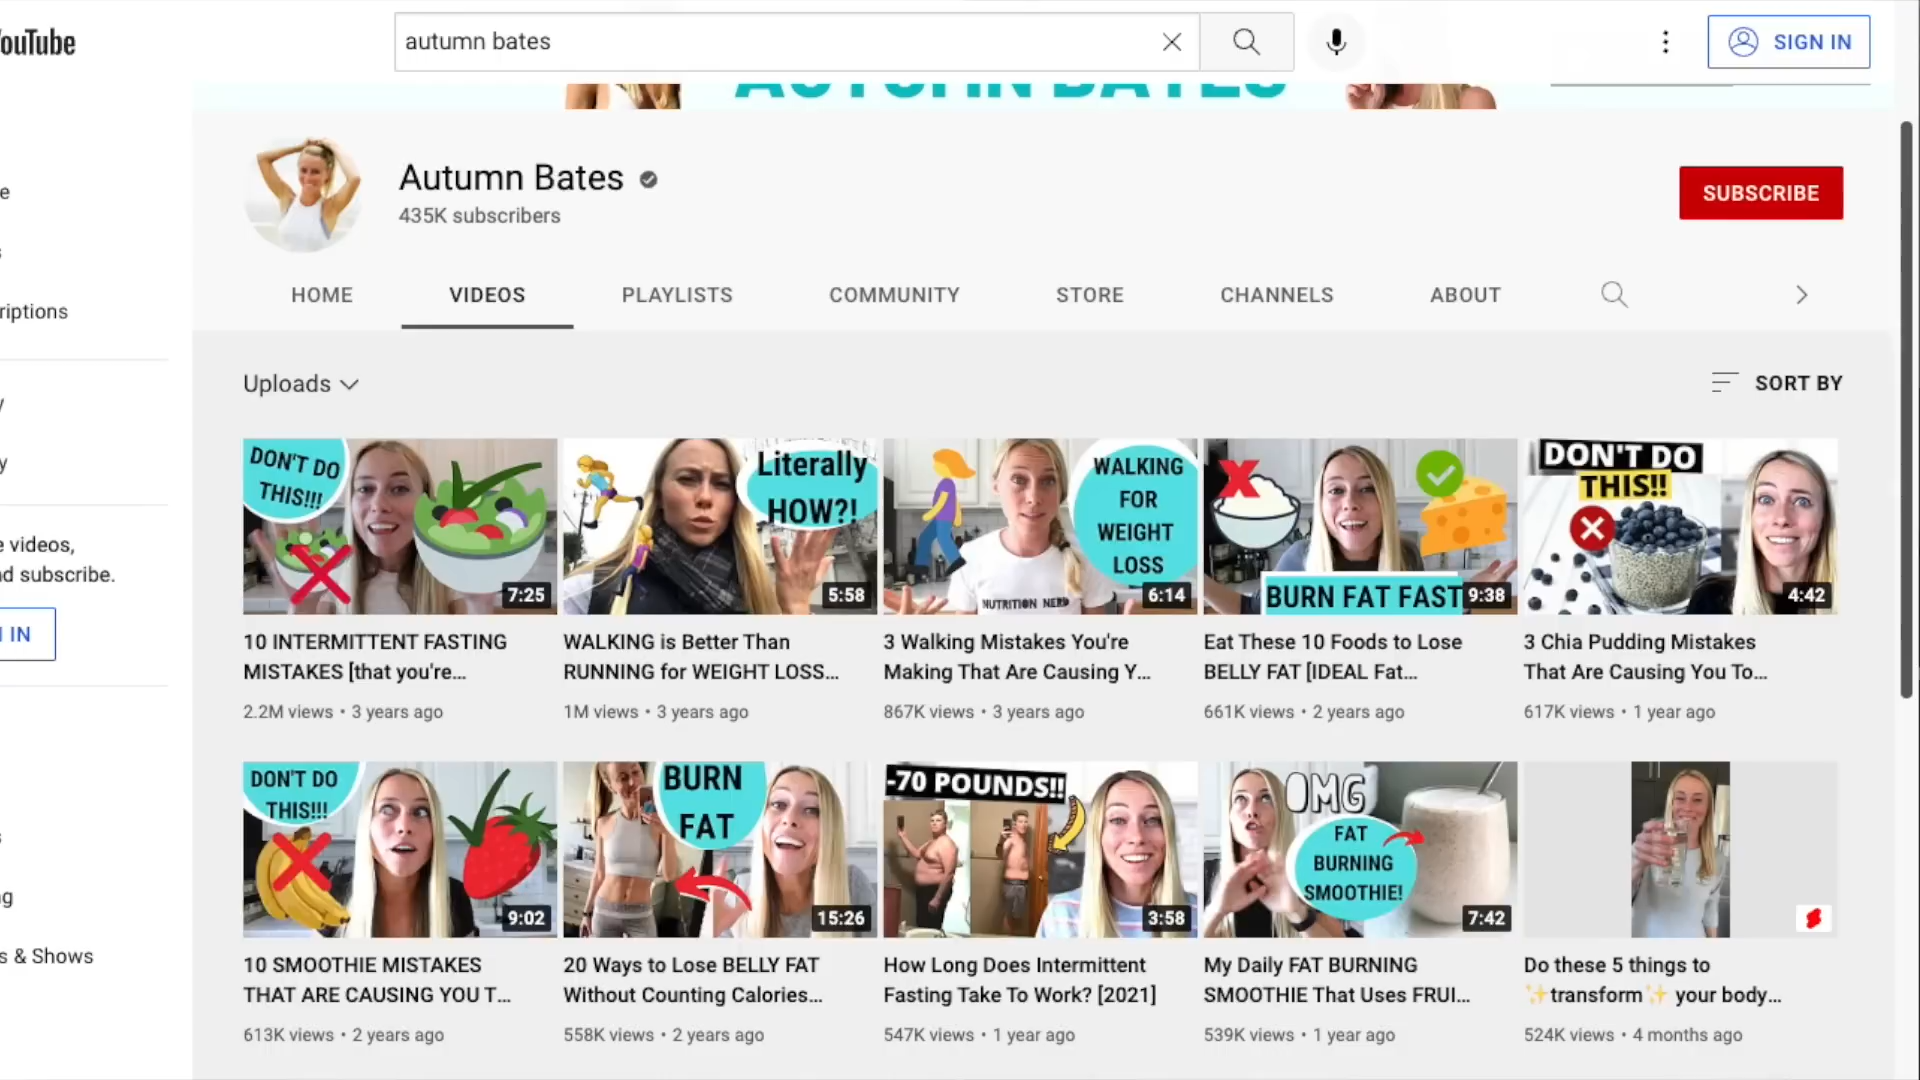 ouTube
autumn bates
SIGN IN
AUTUMN BATES
Autumn Bates
435K subscribers
SUBSCRIBE
HOME
VIDEOS
PLAYLISTS
COMMUNITY
STORE
CHANNELS
ABOUT
e
s
riptions
y
e videos,
nd subscribe.
IN
s
ng
s & Shows
Uploads
SORT BY
DON'T DO
THIS!!!
7:25
Literally
HOW?!
5:58
WALKING
FOR
WEIGHT
LOSS
NUTRITION NERD
6:14
BURN FAT FAST
9:38
DON'T DO
THIS!!
4:42
10 INTERMITTENT FASTING
MISTAKES [that you're...
2.2M views • 3 years ago
WALKING is Better Than
RUNNING for WEIGHT LOSS...
1M views • 3 years ago
3 Walking Mistakes You're
Making That Are Causing Y...
867K views • 3 years ago
Eat These 10 Foods to Lose
BELLY FAT [IDEAL Fat...
661K views • 2 years ago
3 Chia Pudding Mistakes
That Are Causing You To...
617K views • 1 year ago
DON'T DO
THIS!!!
9:02
BURN
FAT
15:26
-70 POUNDS!!
3:58
OMG
FAT
BURNING
SMOOTHIE!
7:42
10 SMOOTHIE MISTAKES
THAT ARE CAUSING YOU T...
613K views • 2 years ago
20 Ways to Lose BELLY FAT
Without Counting Calories...
558K views • 2 years ago
How Long Does Intermittent
Fasting Take To Work? [2021]
547K views • 1 year ago
My Daily FAT BURNING
SMOOTHIE That Uses FRUI...
539K views • 1 year ago
Do these 5 things to
✨transform✨ your body...
524K views • 4 months ago